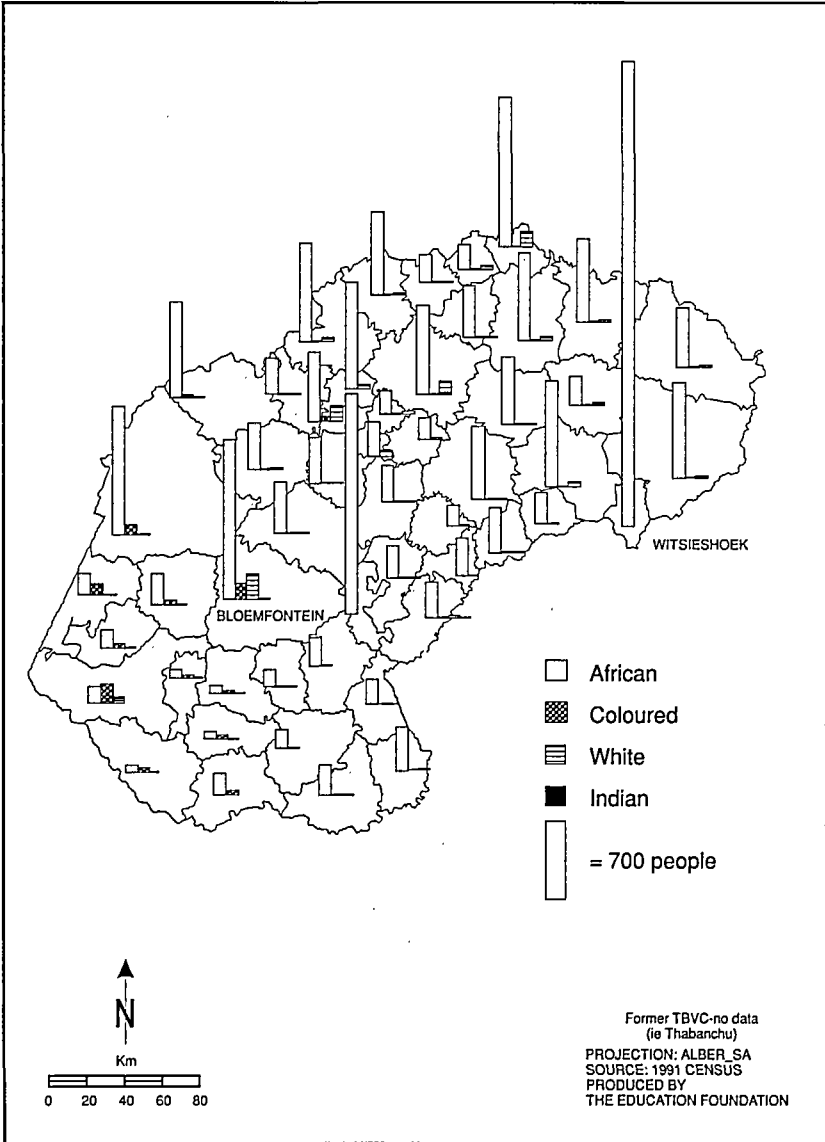 WITSIESHOEK
BLOEMFONTEIN
African
Coloured
White
Indian
= 700 people
N
Km
0 20 40 60 80
Former TBVC-no data
(ie Thabanchu)
PROJECTION: ALBER_SA
SOURCE: 1991 CENSUS
PRODUCED BY
THE EDUCATION FOUNDATION